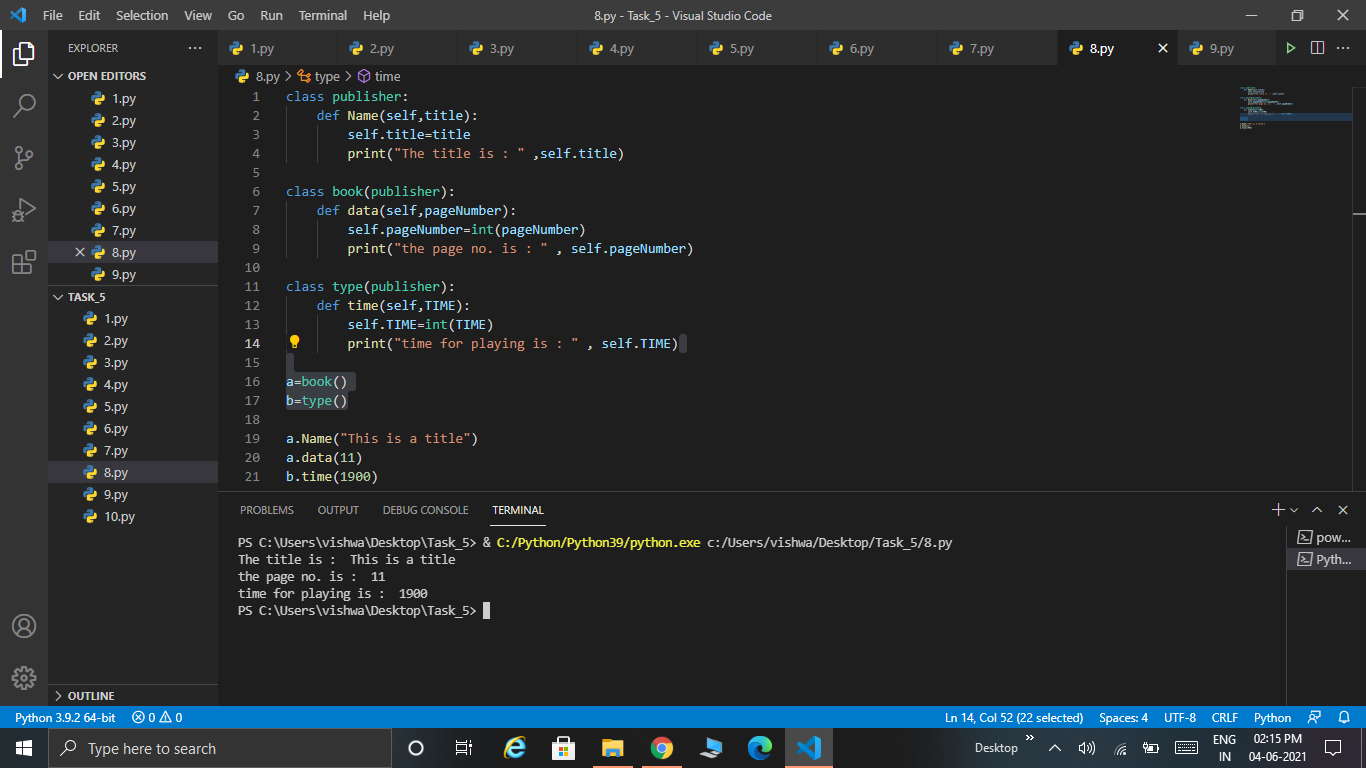 File Edit Selection View Go Run Terminal Help 8.py - Task_5 - Visual Studio Code
EXPLORER ···
OPEN EDITORS
1.py
2.py
3.py
4.py
5.py
6.py
7.py
8.py
9.py
TASK_5
1.py
2.py
3.py
4.py
5.py
6.py
7.py
8.py
9.py
10.py
OUTLINE
1.py 2.py 3.py 4.py 5.py 6.py 7.py 8.py 9.py
8.py > type > time
1 class publisher:
2 def Name(self,title):
3 self.title=title
4 print("The title is : " ,self.title)
5
6 class book(publisher):
7 def data(self,pageNumber):
8 self.pageNumber=int(pageNumber)
9 print("the page no. is : " , self.pageNumber)
10
11 class type(publisher):
12 def time(self,TIME):
13 self.TIME=int(TIME)
14 print("time for playing is : " , self.TIME)
15
16 a=book()
17 b=type()
18
19 a.Name("This is a title")
20 a.data(11)
21 b.time(1900)
PROBLEMS OUTPUT DEBUG CONSOLE TERMINAL
PS C:\Users\vishwa\Desktop\Task_5> & C:/Python/Python39/python.exe c:/Users/vishwa/Desktop/Task_5/8.py
The title is :  This is a title
the page no. is :  11
time for playing is :  1900
PS C:\Users\vishwa\Desktop\Task_5>
pow...
Pyth...
Python 3.9.2 64-bit 0 0 Ln 14, Col 52 (22 selected) Spaces: 4 UTF-8 CRLF Python
Type here to search
Desktop
ENG
IN
02:15 PM
04-06-2021